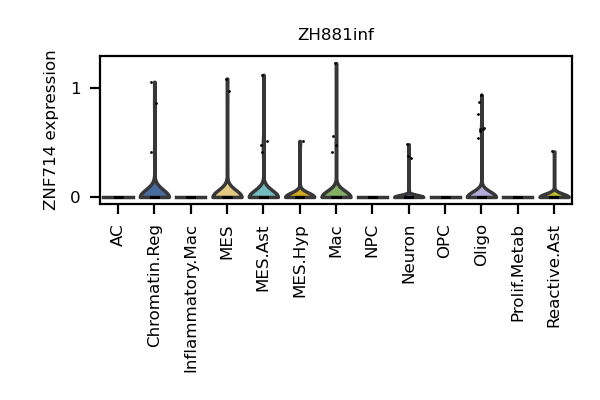 ZH881inf
ZNF714 expression
1
0
AC
Chromatin.Reg
Inflammatory.Mac
MES
MES.Ast
MES.Hyp
Mac
NPC
Neuron
OPC
Oligo
Prolif.Metab
Reactive.Ast